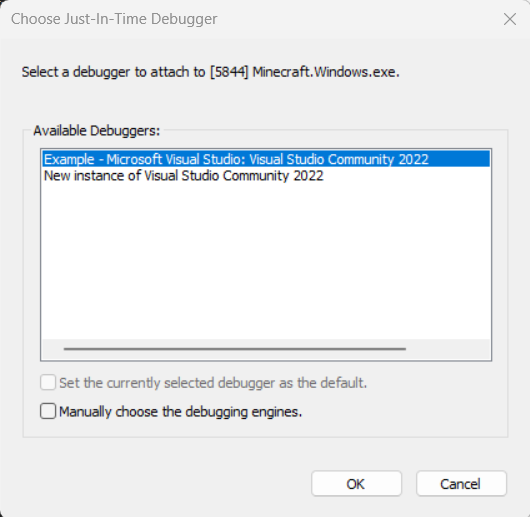 Choose Just-In-Time Debugger
Select a debugger to attach to [5844] Minecraft.Windows.exe.
Available Debuggers:
Example - Microsoft Visual Studio: Visual Studio Community 2022
New instance of Visual Studio Community 2022
Set the currently selected debugger as the default.
Manually choose the debugging engines.
OK
Cancel